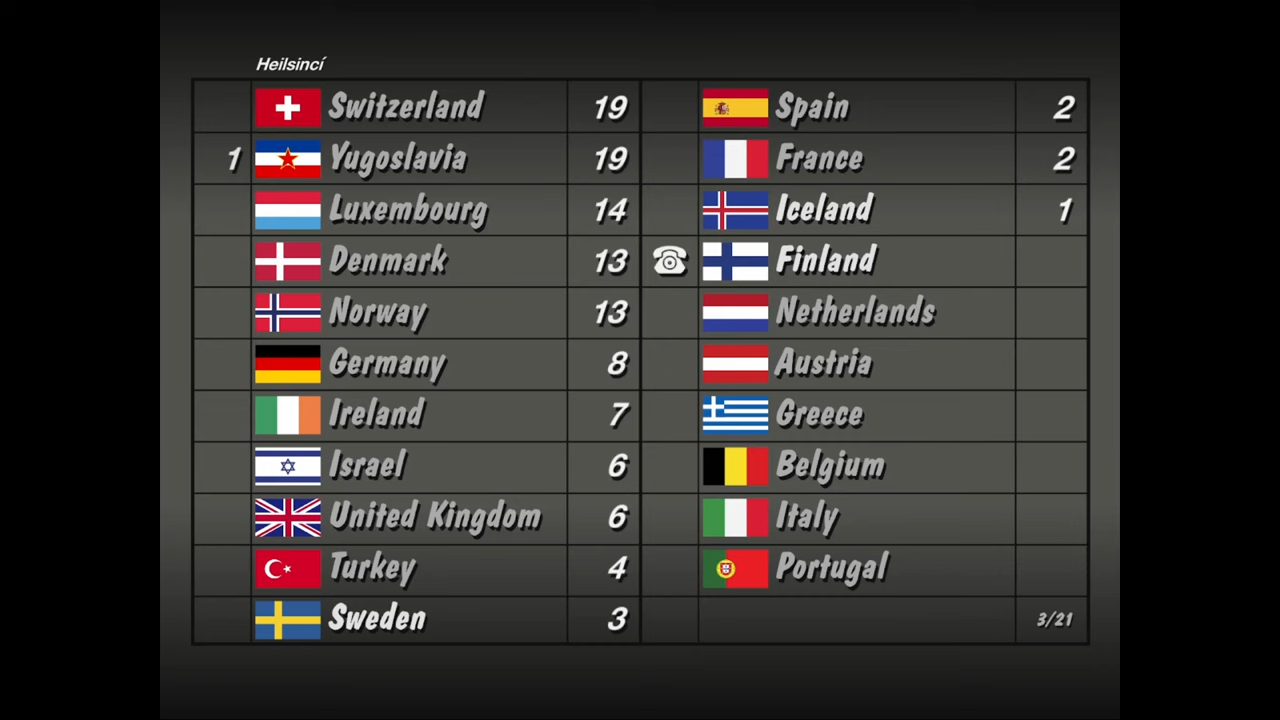 Heilsincí
Switzerland 19
1 Yugoslavia 19
Luxembourg 14
Denmark 13
Norway 13
Germany 8
Ireland 7
Israel 6
United Kingdom 6
Turkey 4
Sweden 3
Spain 2
France 2
Iceland 1
Finland
Netherlands
Austria
Greece
Belgium
Italy
Portugal
3/21